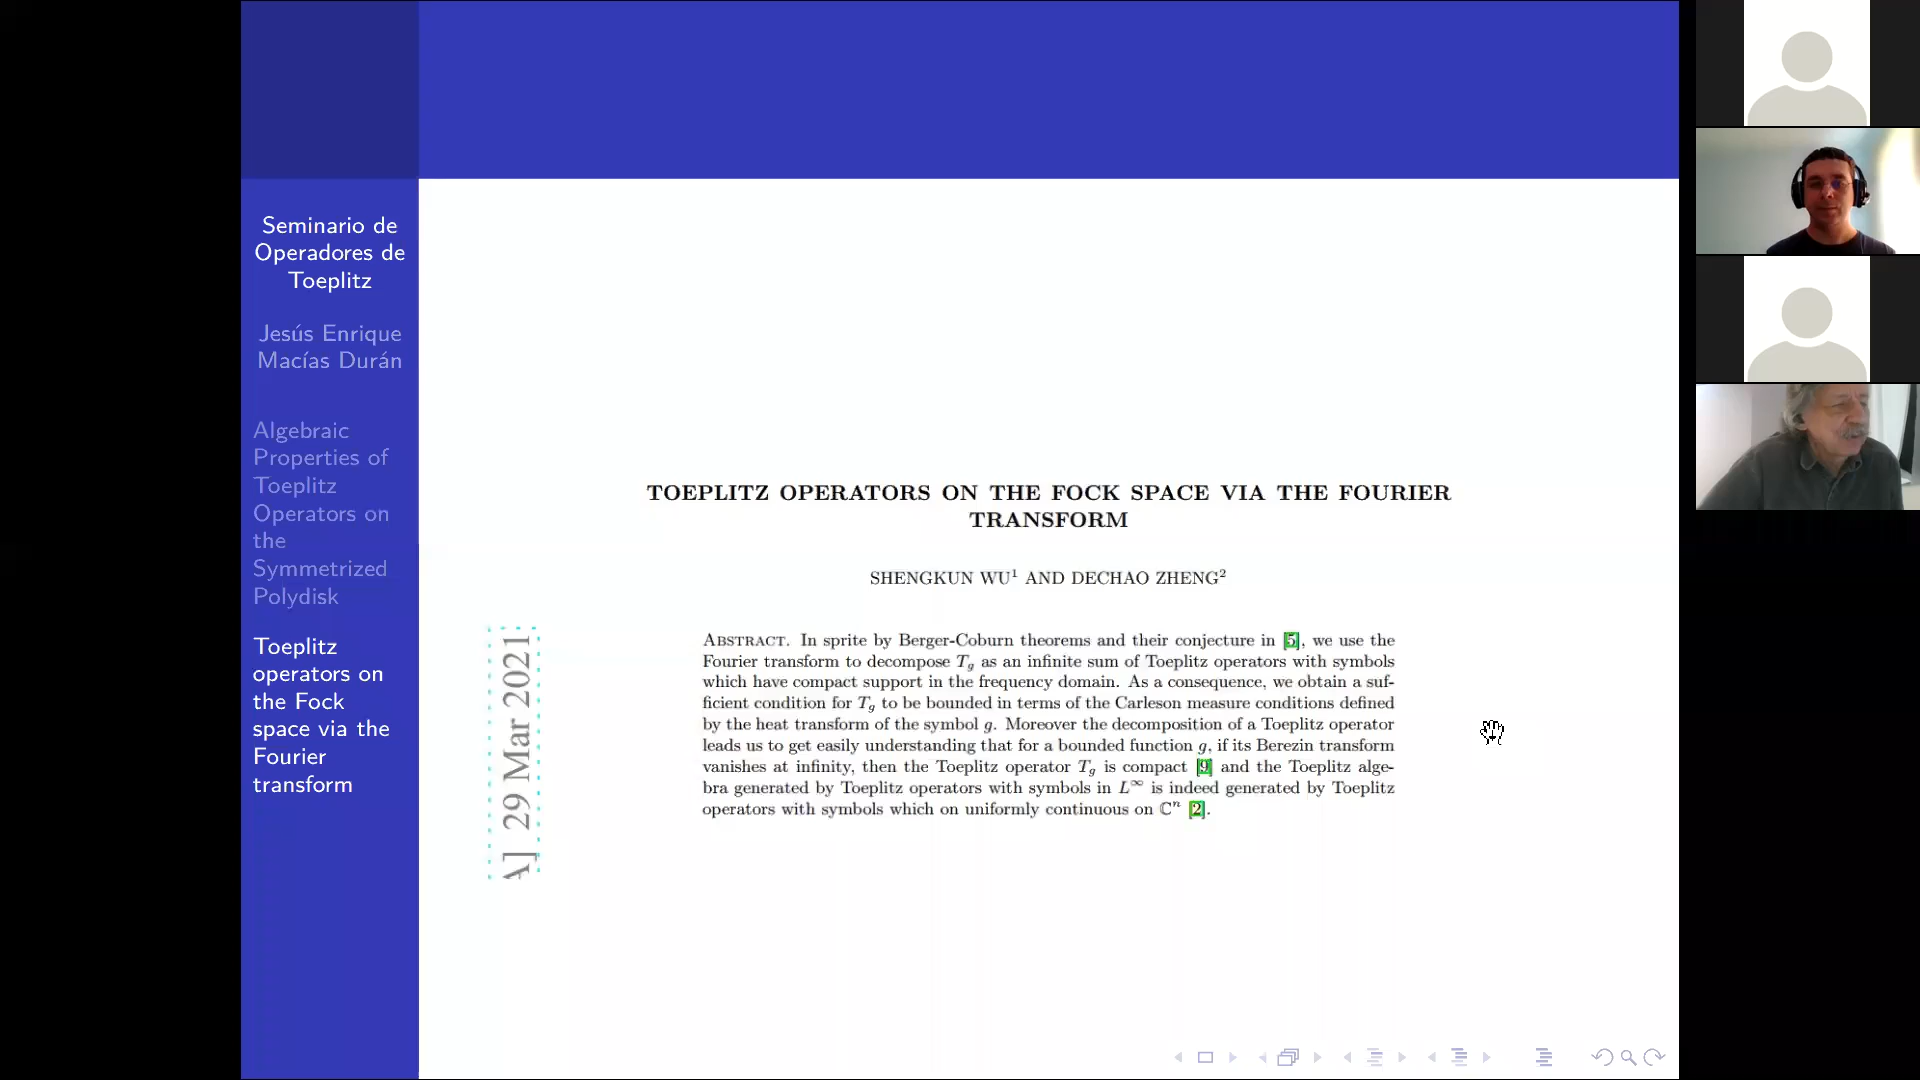 Seminario de
Operadores de
Toeplitz
Jesús Enrique
Macías Durán
Algebraic
Properties of
Toeplitz
Operators on
the
Symmetrized
Polydisk
Toeplitz
operators on
the Fock
space via the
Fourier
transform
TOEPLITZ OPERATORS ON THE FOCK SPACE VIA THE FOURIER
TRANSFORM
SHENGKUN WU¹ AND DECHAO ZHENG²
ABSTRACT. In sprite by Berger-Coburn theorems and their conjecture in [5], we use the
Fourier transform to decompose T_g as an infinite sum of Toeplitz operators with symbols
which have compact support in the frequency domain. As a consequence, we obtain a suf-
ficient condition for T_g to be bounded in terms of the Carleson measure conditions defined
by the heat transform of the symbol g. Moreover the decomposition of a Toeplitz operator
leads us to get easily understanding that for a bounded function g, if its Berezin transform
vanishes at infinity, then the Toeplitz operator T_g is compact [9] and the Toeplitz alge-
bra generated by Toeplitz operators with symbols in L^∞ is indeed generated by Toeplitz
operators with symbols which on uniformly continuous on ℂⁿ [2].
A] 29 Mar 2021